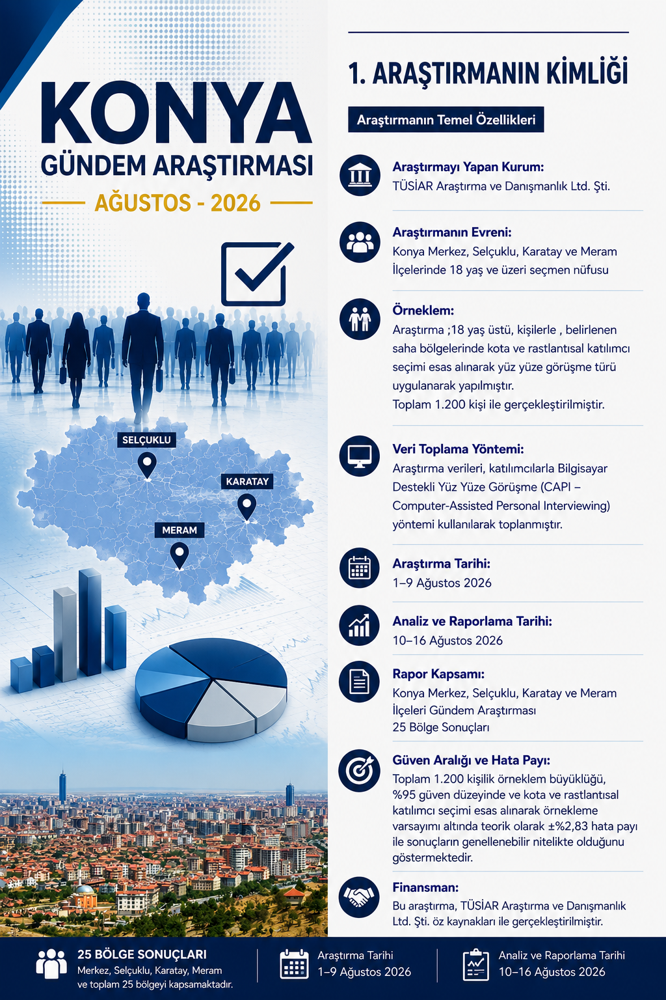 KONYA
GÜNDEM ARAŞTIRMASI
AĞUSTOS - 2026
SELÇUKLU
KARATAY
MERAM
1. ARAŞTIRMANIN KİMLİĞİ
Araştırmanın Temel Özellikleri
Araştırmayı Yapan Kurum:
TÜSİAR Araştırma ve Danışmanlık Ltd. Şti.
Araştırmanın Evreni:
Konya Merkez, Selçuklu, Karatay ve Meram
İlçelerinde 18 yaş ve üzeri seçmen nüfusu
Örneklem:
Araştırma ;18 yaş üstü, kişilerle , belirlenen
saha bölgelerinde kota ve rastlantısal katılımcı
seçimi esas alınarak yüz yüze görüşme türü
uygulanarak yapılmıştır.
Toplam 1.200 kişi ile gerçekleştirilmiştir.
Veri Toplama Yöntemi:
Araştırma verileri, katılımcılarla Bilgisayar
Destekli Yüz Yüze Görüşme (CAPI –
Computer-Assisted Personal Interviewing)
yöntemi kullanılarak toplanmıştır.
Araştırma Tarihi:
1–9 Ağustos 2026
Analiz ve Raporlama Tarihi:
10–16 Ağustos 2026
Rapor Kapsamı:
Konya Merkez, Selçuklu, Karatay ve Meram
İlçeleri Gündem Araştırması
25 Bölge Sonuçları
Güven Aralığı ve Hata Payı:
Toplam 1.200 kişilik örneklem büyüklüğü,
%95 güven düzeyinde ve kota ve rastlantısal
katılımcı seçimi esas alınarak örnekleme
varsayımı altında teorik olarak ±%2,83 hata payı
ile sonuçların genellenebilir nitelikte olduğunu
göstermektedir.
Finansman:
Bu araştırma, TÜSİAR Araştırma ve Danışmanlık
Ltd. Şti. öz kaynakları ile gerçekleştirilmiştir.
25 BÖLGE SONUÇLARI
Merkez, Selçuklu, Karatay, Meram
ve toplam 25 bölgeyi kapsamaktadır.
Araştırma Tarihi
1–9 Ağustos 2026
Analiz ve Raporlama Tarihi
10–16 Ağustos 2026